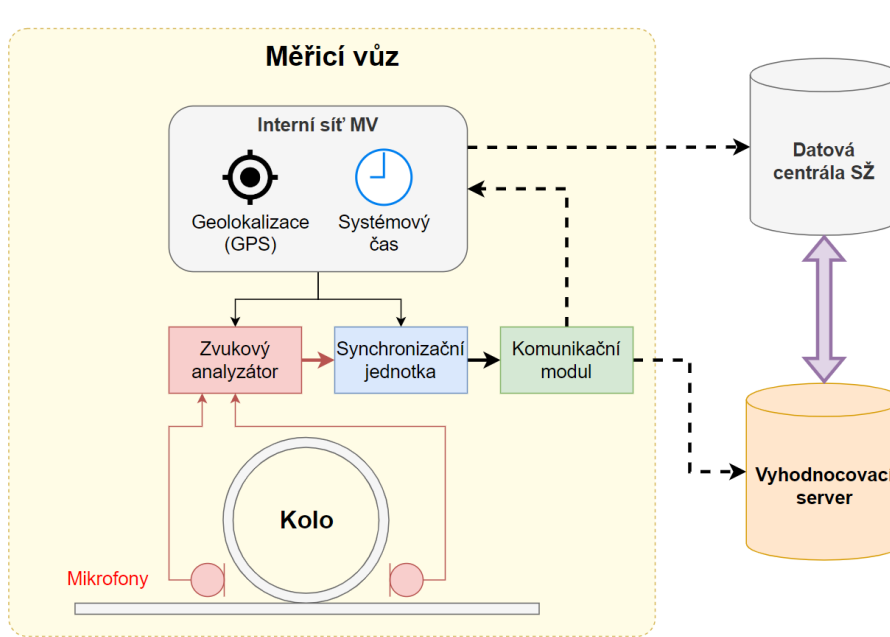 Měřicí vůz
Interní síť MV
Geolokalizace
(GPS)
Systémový
čas
Datová
centrála SŽ
Zvukový
analyzátor
Synchronizační
jednotka
Komunikační
modul
Vyhodnocovací
server
Kolo
Mikrofony